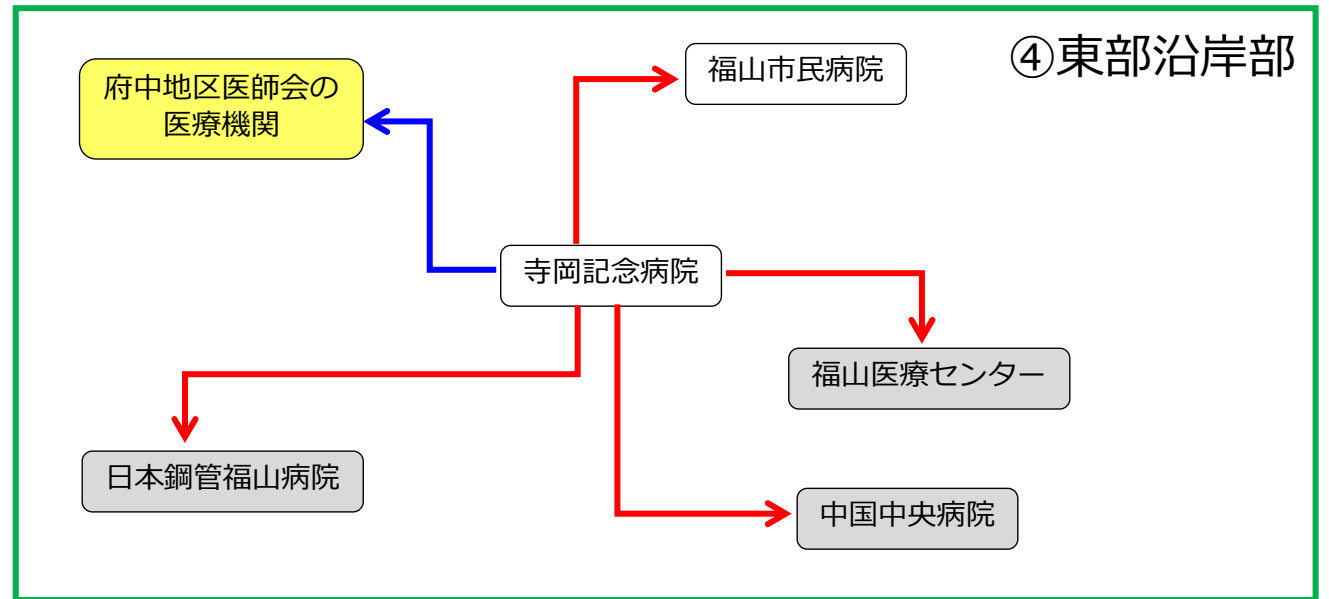 ④東部沿岸部
福山市民病院
府中地区医師会の
医療機関
寺岡記念病院
福山医療センター
日本鋼管福山病院
中国中央病院